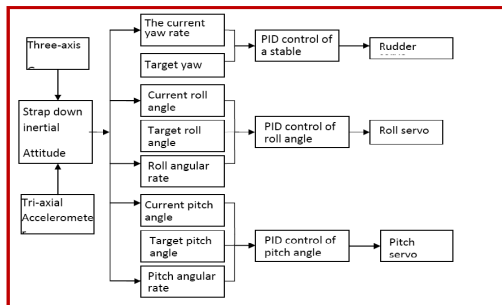 Three-axis
Strap down
inertial
Attitude
Tri-axial
Acceleromete
The current
yaw rate
Target yaw
Current roll
angle
Target roll
angle
Roll angular
rate
Current pitch
angle
Target pitch
angle
Pitch angular
rate
PID control of
a stable
PID control of
roll angle
PID control of
pitch angle
Rudder
Roll servo
Pitch
servo